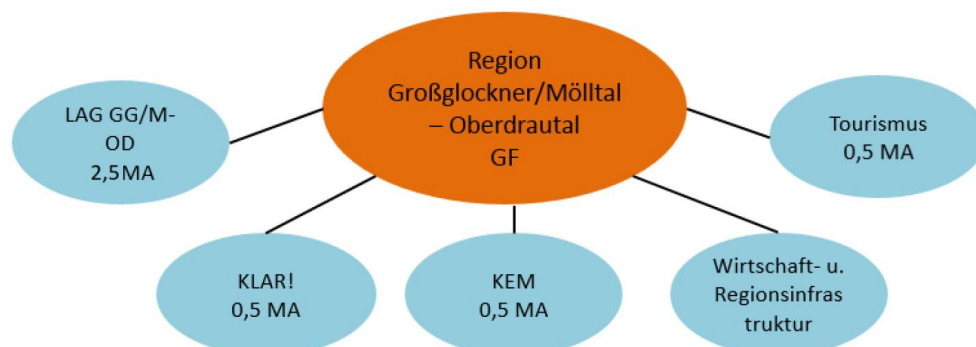 Region
Großglockner/Mölltal
– Oberdrautal
GF
LAG GG/M-
OD
2,5MA
Tourismus
0,5 MA
KLAR!
0,5 MA
KEM
0,5 MA
Wirtschaft- u.
Regionsinfras
truktur